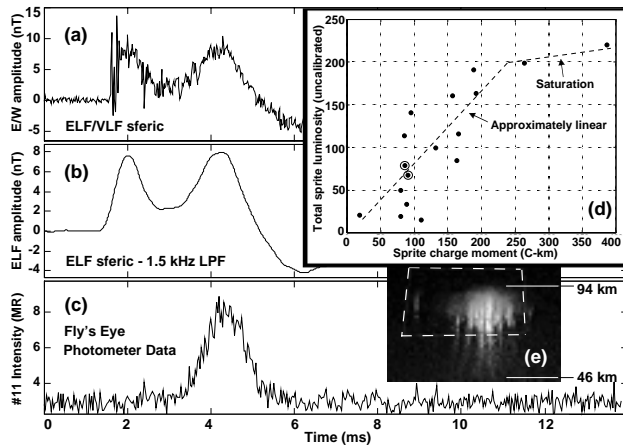 (a)
E/W amplitude (nT)
15
10
5
0
-5
ELF/VLF sferic
(b)
ELF amplitude (nT)
8
6
4
2
0
-2
-4
ELF sferic - 1.5 kHz LPF
(c)
#11 Intensity (MR)
8
6
4
2
Fly's Eye
Photometer Data
0 2 4 6 8 10 12
Time (ms)
(d)
Total sprite luminosity (uncalibrated)
250
200
150
100
50
0
Saturation
Approximately linear
0 50 100 150 200 250 300 350 400
Sprite charge moment (C-km)
94 km
(e)
46 km